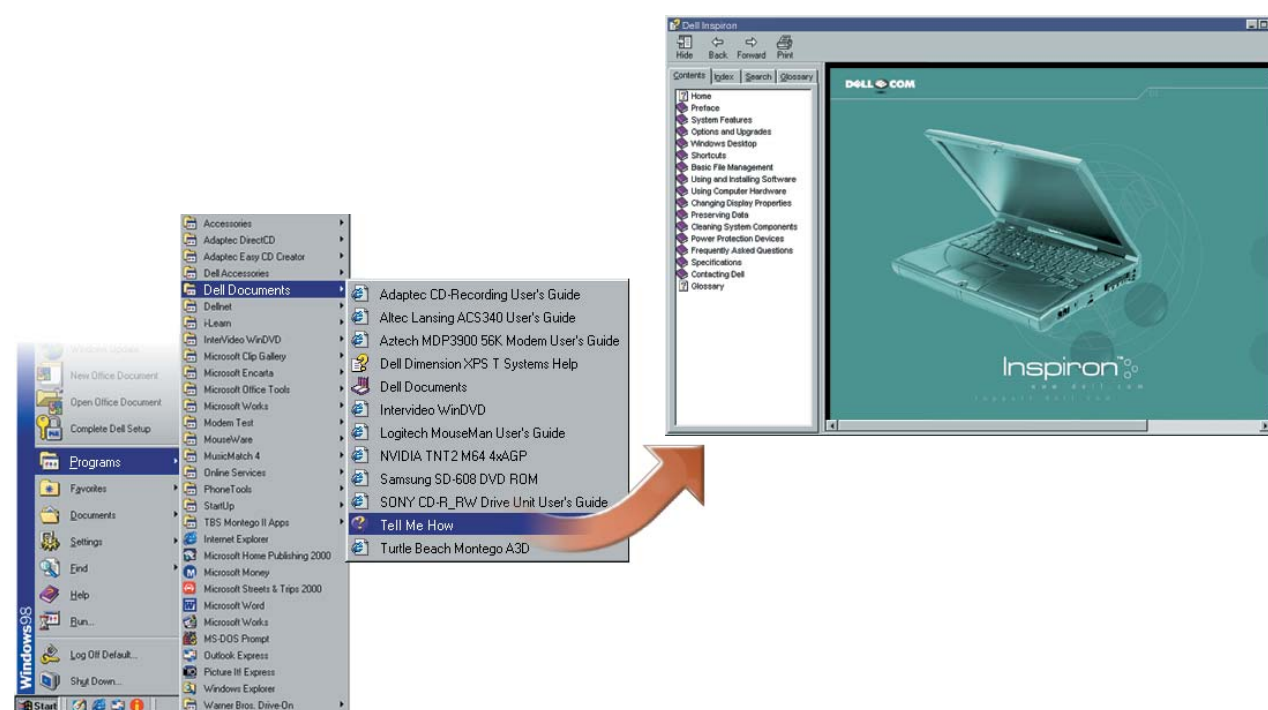 Dell Inspiron
Hide Back Forward Print
Contents Index Search Glossary
Home
Preface
System Features
Options and Upgrades
Windows Desktop
Shortcuts
Basic File Management
Using and Installing Software
Using Computer Hardware
Changing Display Properties
Preserving Data
Cleaning System Components
Power Protection Devices
Frequently Asked Questions
Specifications
Contacting Dell
Glossary
DELL COM
Inspiron™
www.dell.com
support.dell.com
Accessories
Adaptec DirectCD
Adaptec Easy CD Creator
Dell Accessories
Dell Documents
Dellnet
i-Learn
InterVideo WinDVD
Microsoft Clip Gallery
Microsoft Encarta
Microsoft Office Tools
Microsoft Works
Modem Test
MouseWare
MusicMatch 4
Online Services
PhoneTools
StartUp
TBS Montego II Apps
Internet Explorer
Microsoft Home Publishing 2000
Microsoft Money
Microsoft Streets & Trips 2000
Microsoft Word
Microsoft Works
MS-DOS Prompt
Outlook Express
Picture It! Express
Windows Explorer
Warner Bros. Drive-On
Adaptec CD-Recording User's Guide
Altec Lansing ACS340 User's Guide
Aztech MDP3900 56K Modem User's Guide
Dell Dimension XPS T Systems Help
Dell Documents
Intervideo WinDVD
Logitech MouseMan User's Guide
NVIDIA TNT2 M64 4xAGP
Samsung SD-608 DVD ROM
SONY CD-R_RW Drive Unit User's Guide
Tell Me How
Turtle Beach Montego A3D
Windows Update
New Office Document
Open Office Document
Complete Dell Setup
Programs
Favorites
Documents
Settings
Find
Help
Run...
Log Off Default...
Shut Down...
Windows98
Start